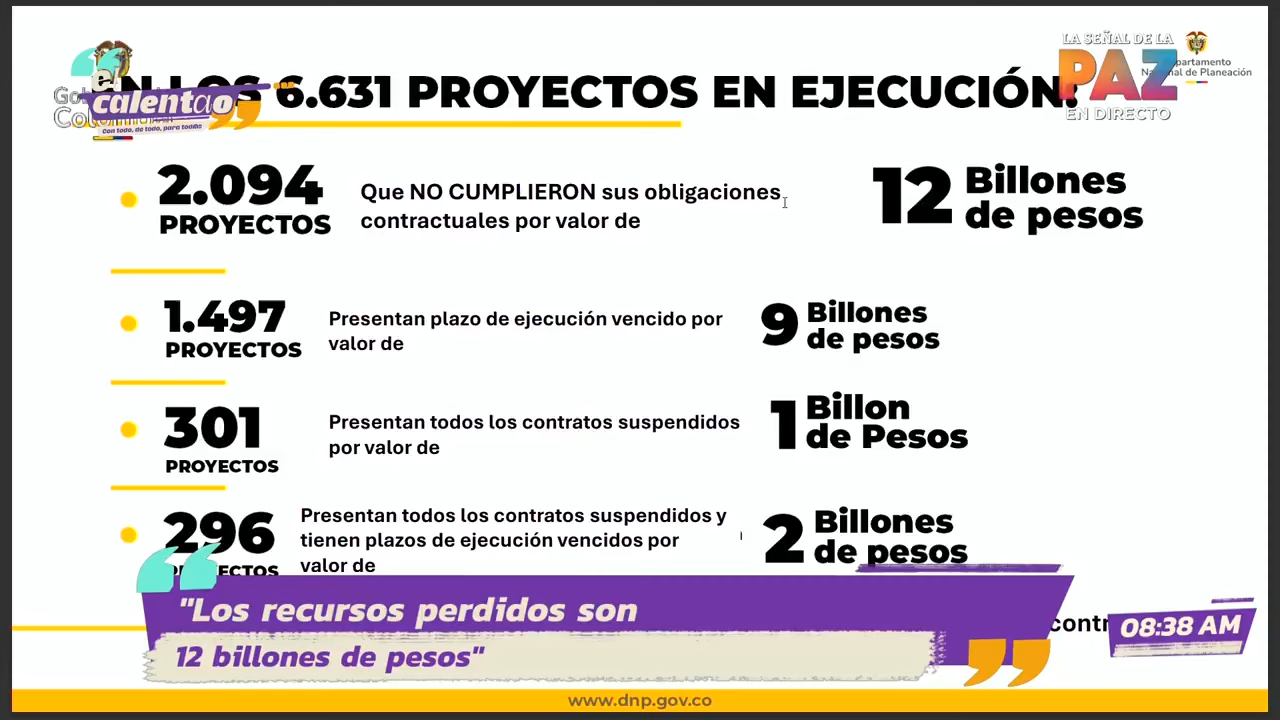 LA SEÑAL DE LA
PAZ
EN DIRECTO
Nacional de Planeación
N LOS 6.631 PROYECTOS EN EJECUCIÓN:
el
calentao
Con todo, de todo, para todos
2.094
PROYECTOS
Que NO CUMPLIERON sus obligaciones
contractuales por valor de
12 Billones
de pesos
1.497
PROYECTOS
Presentan plazo de ejecución vencido por
valor de
9 Billones
de pesos
301
PROYECTOS
Presentan todos los contratos suspendidos
por valor de
1 Billon
de Pesos
296
PROYECTOS
Presentan todos los contratos suspendidos y
tienen plazos de ejecución vencidos por
valor de
2 Billones
de pesos
"Los recursos perdidos son
12 billones de pesos"
contr
08:38 AM
www.dnp.gov.co